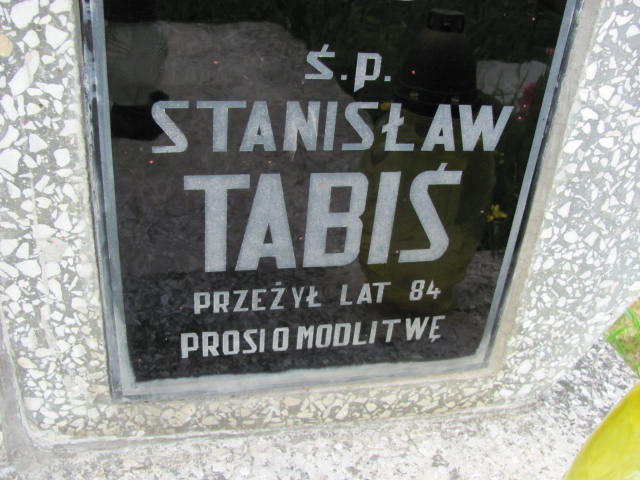 Ś.p.
STANISŁAW
TABIŚ
PRZEŻYŁ LAT 84
PROSI O MODLITWĘ